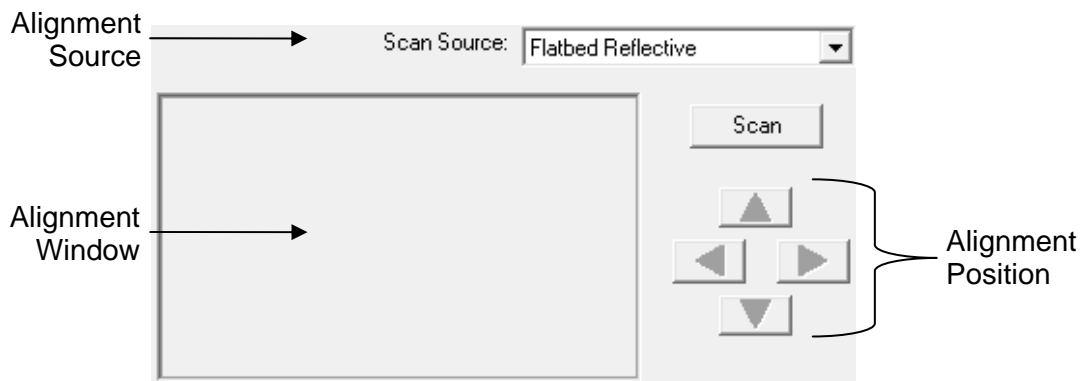 Alignment
Source
Scan Source:
Flatbed Reflective
Scan
Alignment
Window
Alignment
Position